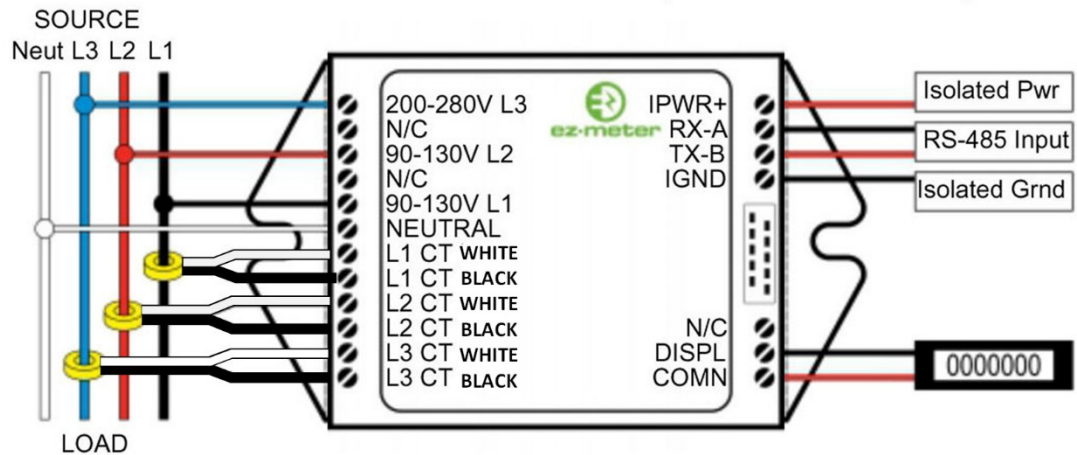 SOURCE
Neut L3 L2 L1
200-280V L3
N/C
90-130V L2
N/C
90-130V L1
NEUTRAL
L1 CT WHITE
L1 CT BLACK
L2 CT WHITE
L2 CT BLACK
L3 CT WHITE
L3 CT BLACK
LOAD
ez-meter
IPWR+
RX-A
TX-B
IGND
N/C
DISPL
COMN
Isolated Pwr
RS-485 Input
Isolated Grnd
0000000